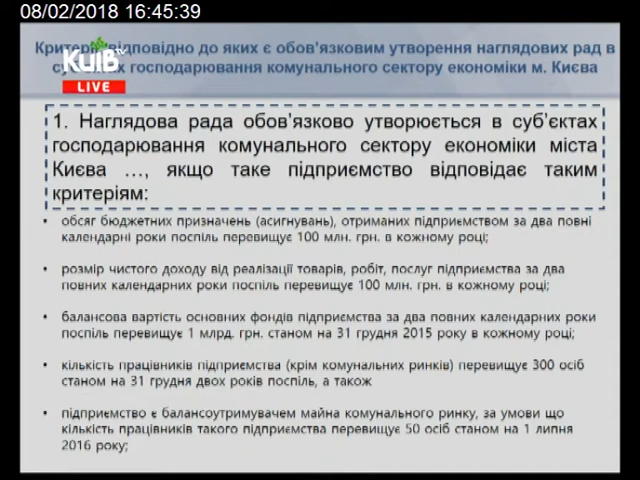 08/02/2018 16:45:39
Критерії відповідно до яких є обов'язковим утворення наглядових рад в
суб'єктах господарювання комунального сектору економіки м. Києва
КиЇВ tv
LIVE
1. Наглядова рада обов'язково утворюється в суб'єктах
господарювання комунального сектору економіки міста
Києва …, якщо таке підприємство відповідає таким
критеріям:
• обсяг бюджетних призначень (асигнувань), отриманих підприємством за два повні
календарні роки поспіль перевищує 100 млн. грн. в кожному році;
• розмір чистого доходу від реалізації товарів, робіт, послуг підприємства за два
повних календарних роки поспіль перевищує 100 млн. грн. в кожному році;
• балансова вартість основних фондів підприємства за два повних календарних роки
поспіль перевищує 1 млрд. грн. станом на 31 грудня 2015 року в кожному році;
• кількість працівників підприємства (крім комунальних ринків) перевищує 300 осіб
станом на 31 грудня двох років поспіль, а також
• підприємство є балансоутримувачем майна комунального ринку, за умови що
кількість працівників такого підприємства перевищує 50 осіб станом на 1 липня
2016 року;